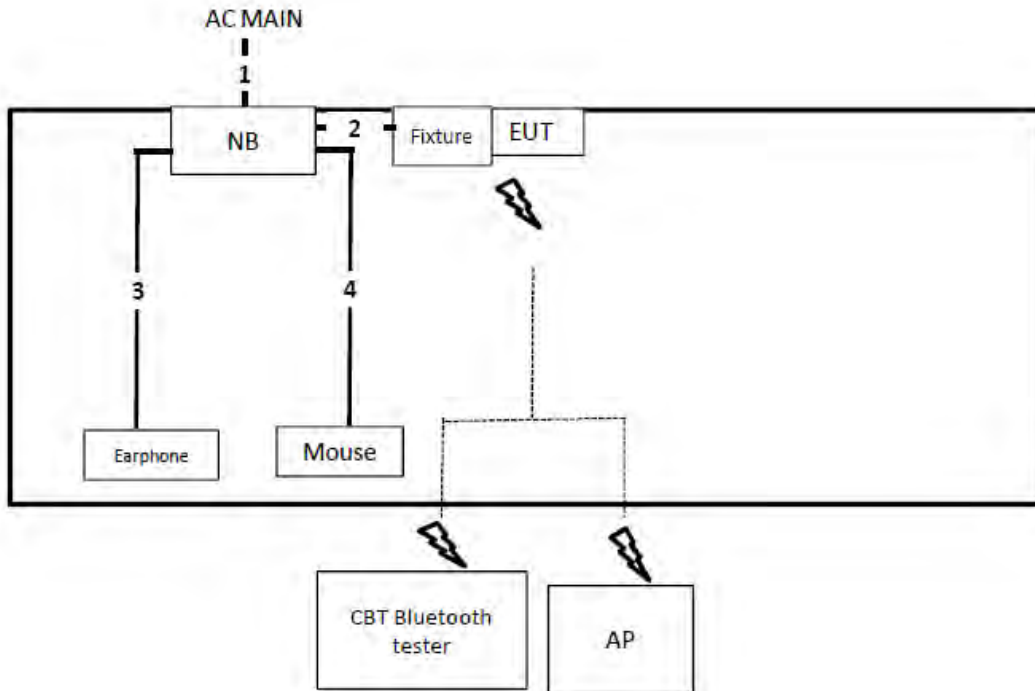 AC MAIN
1
NB
2
Fixture
EUT
3
4
Earphone
Mouse
CBT Bluetooth
tester
AP